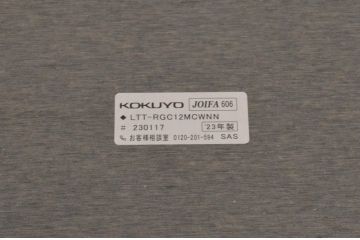 KOKUYO JOIFA 606
◆ LTT-RGC12MCWNN
# 230117 '23年製
お客様相談室 0120-201-594 SAS